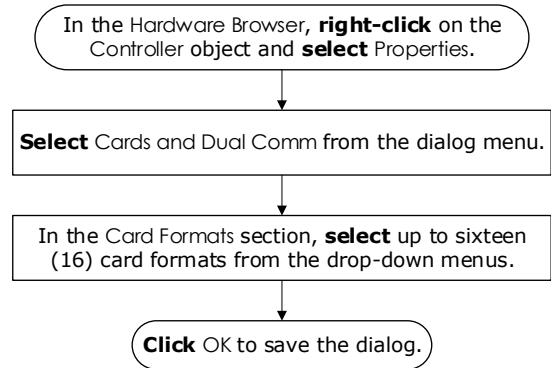 In the Hardware Browser, right-click on the
Controller object and select Properties.
Select Cards and Dual Comm from the dialog menu.
In the Card Formats section, select up to sixteen
(16) card formats from the drop-down menus.
Click OK to save the dialog.